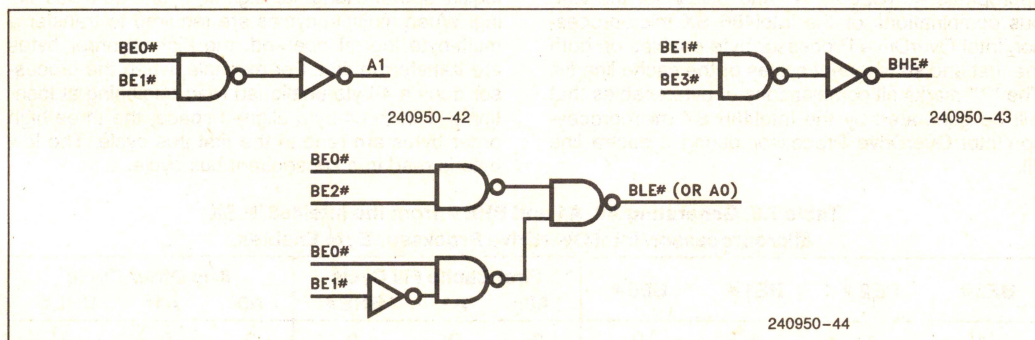 BE0#
BE1#
A1
240950-42
BE1#
BE3#
BHE#
240950-43
BE0#
BE2#
BLE# (OR A0)
BE0#
BE1#
240950-44